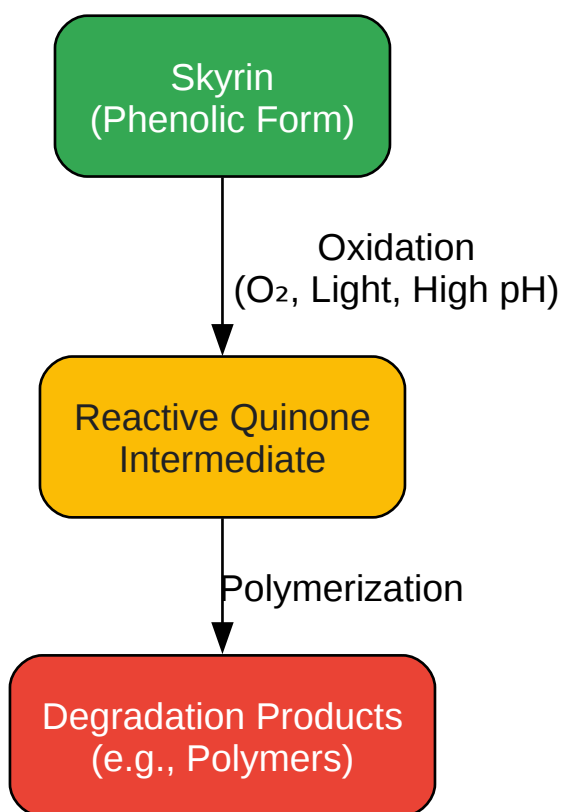 Skyrin
(Phenolic Form)
Oxidation
(O₂, Light, High pH)
Reactive Quinone
Intermediate
Polymerization
Degradation Products
(e.g., Polymers)